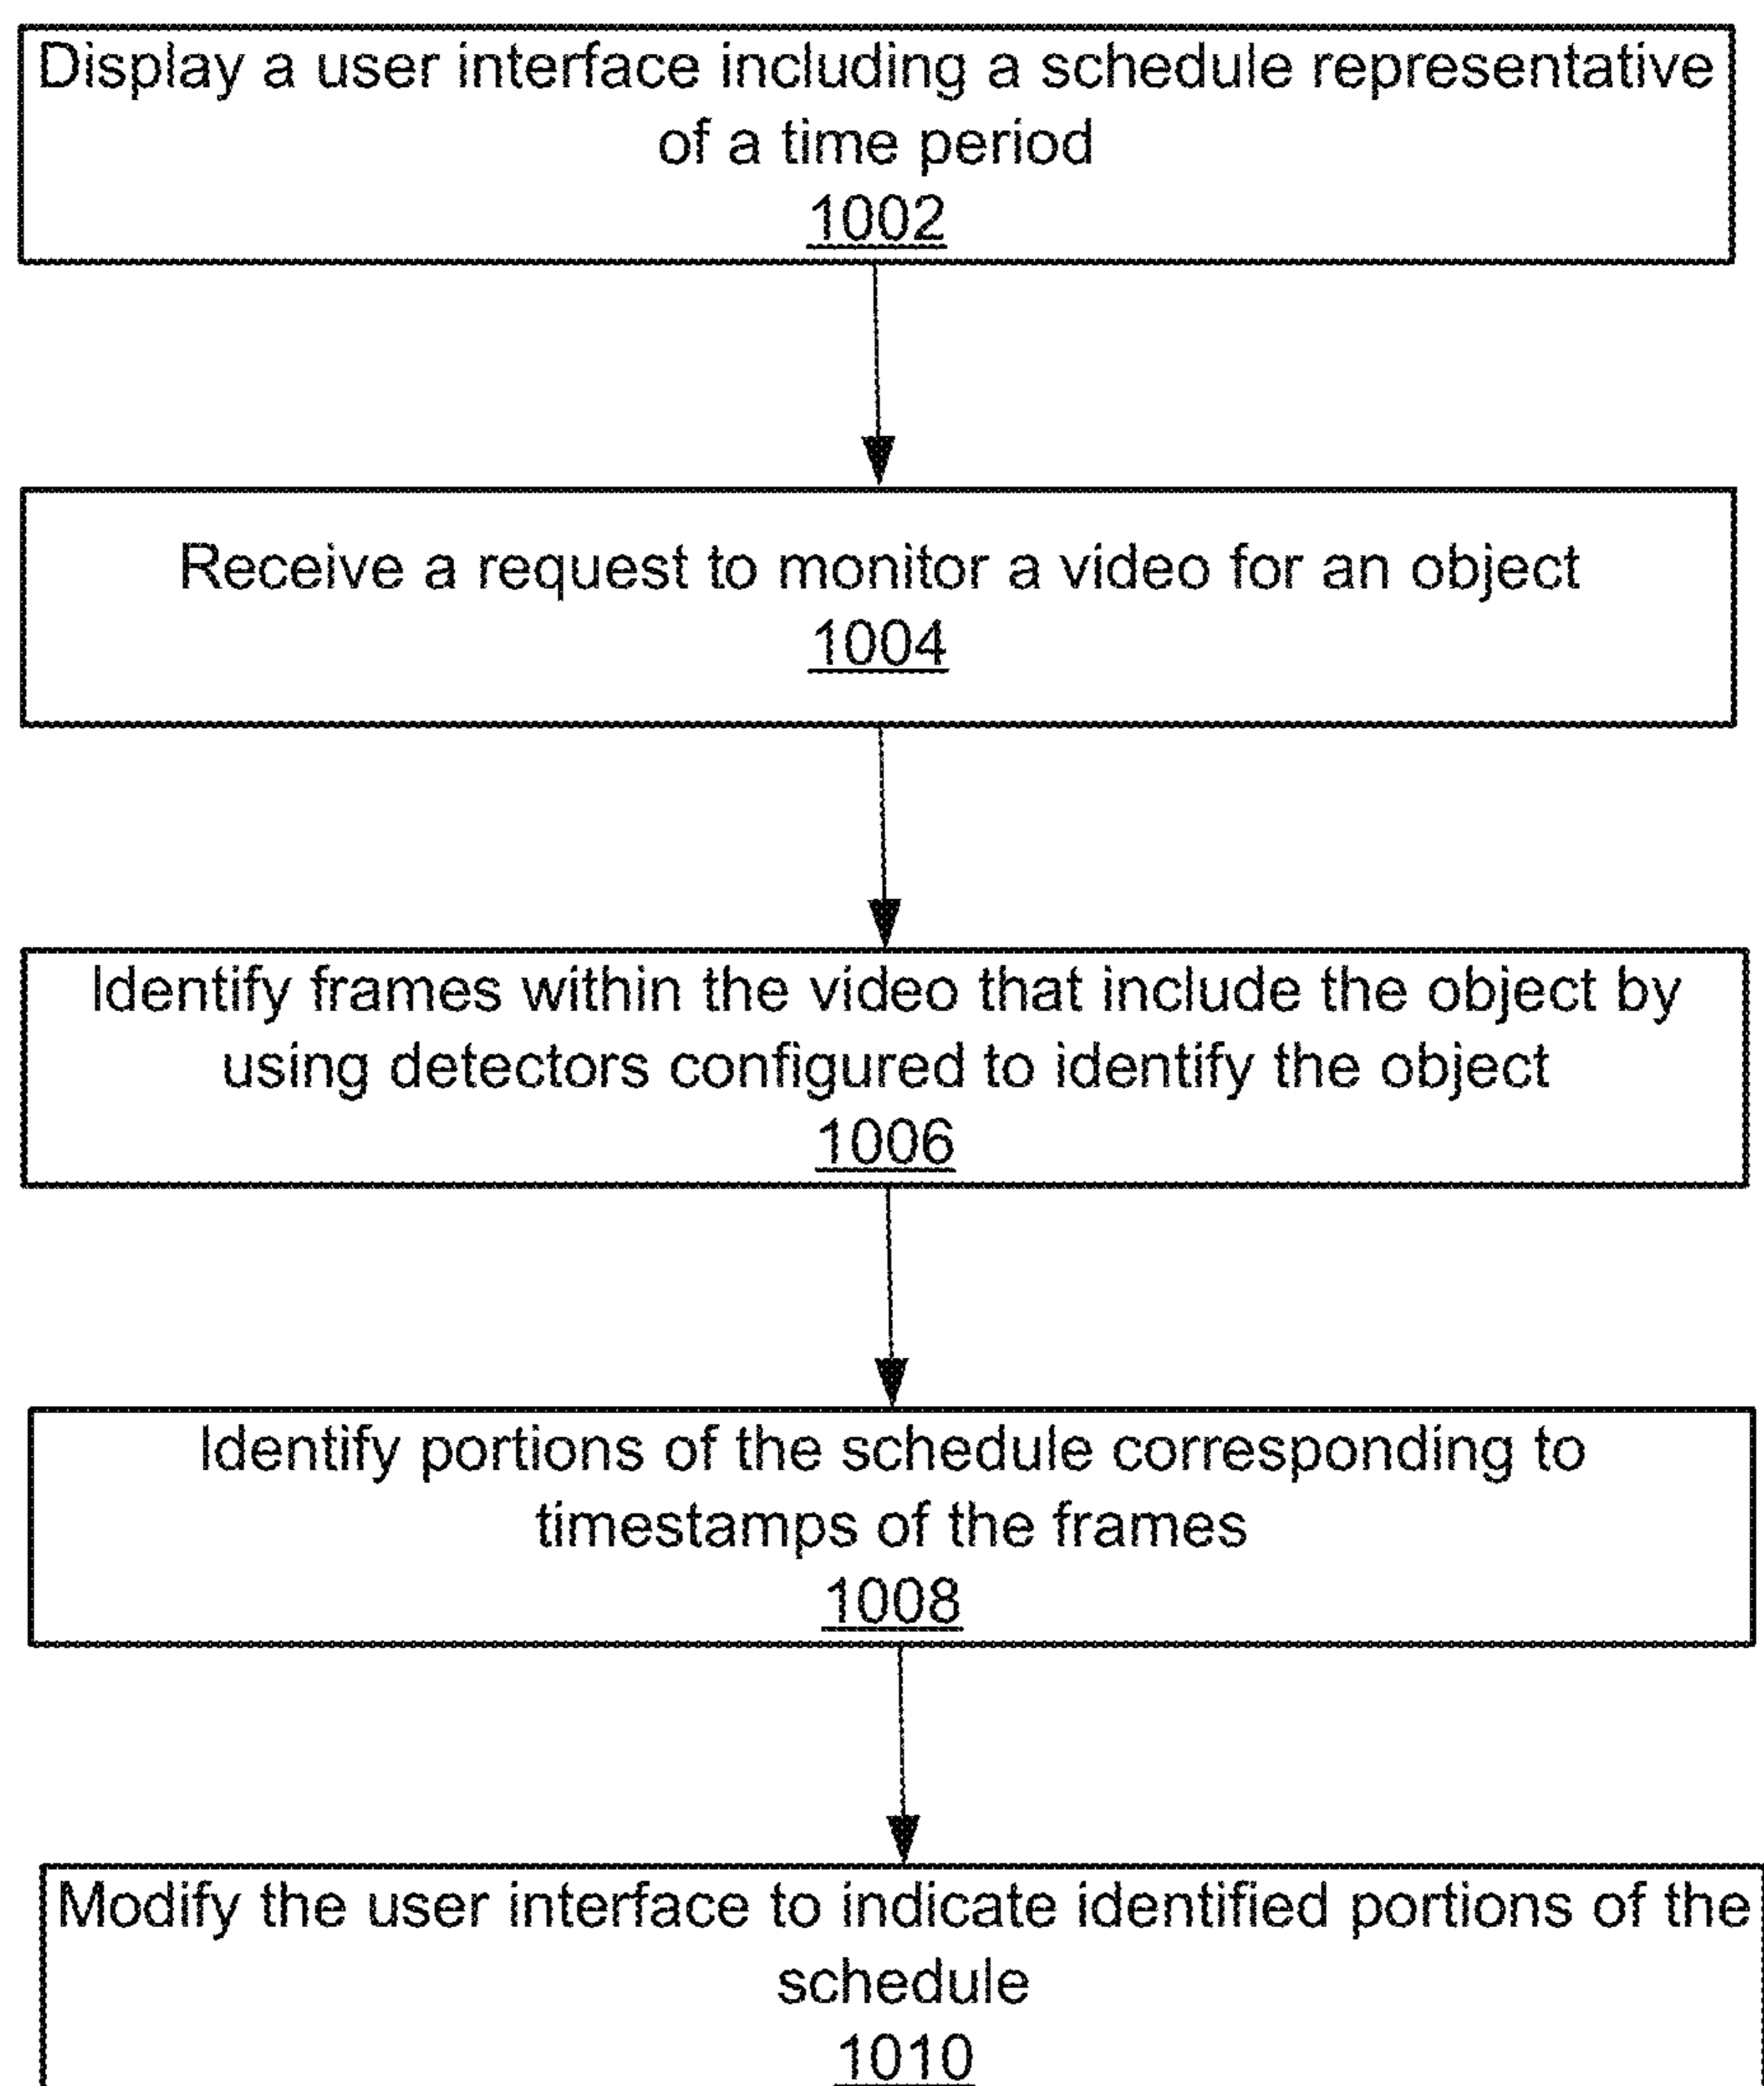 Display a user interface including a schedule representative
of a time period
1002
Receive a request to monitor a video for an object
1004
Identify frames within the video that include the object by
using detectors configured to identify the object
1006
Identify portions of the schedule corresponding to
timestamps of the frames
1008
Modify the user interface to indicate identified portions of the
schedule
1010